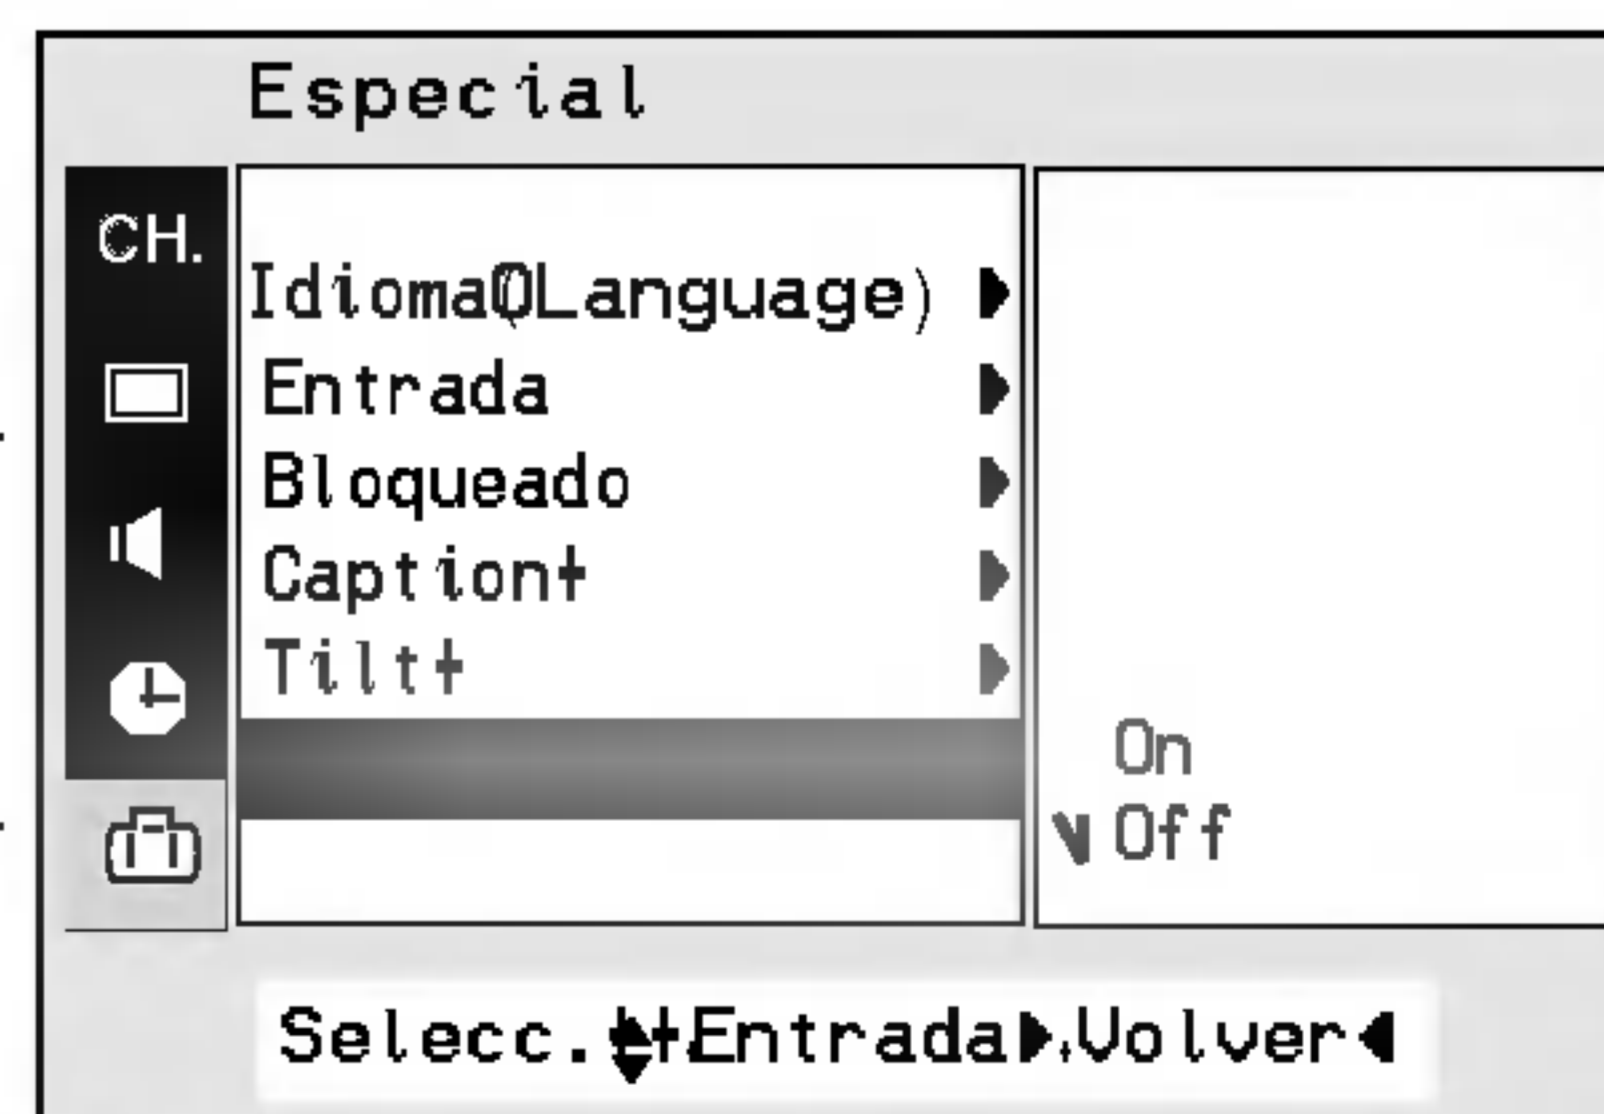 Especial
CH.
Idioma(Language)
Entrada
Bloqueado
Caption
Tilt
On
Off
Selecc. Entrada Volver